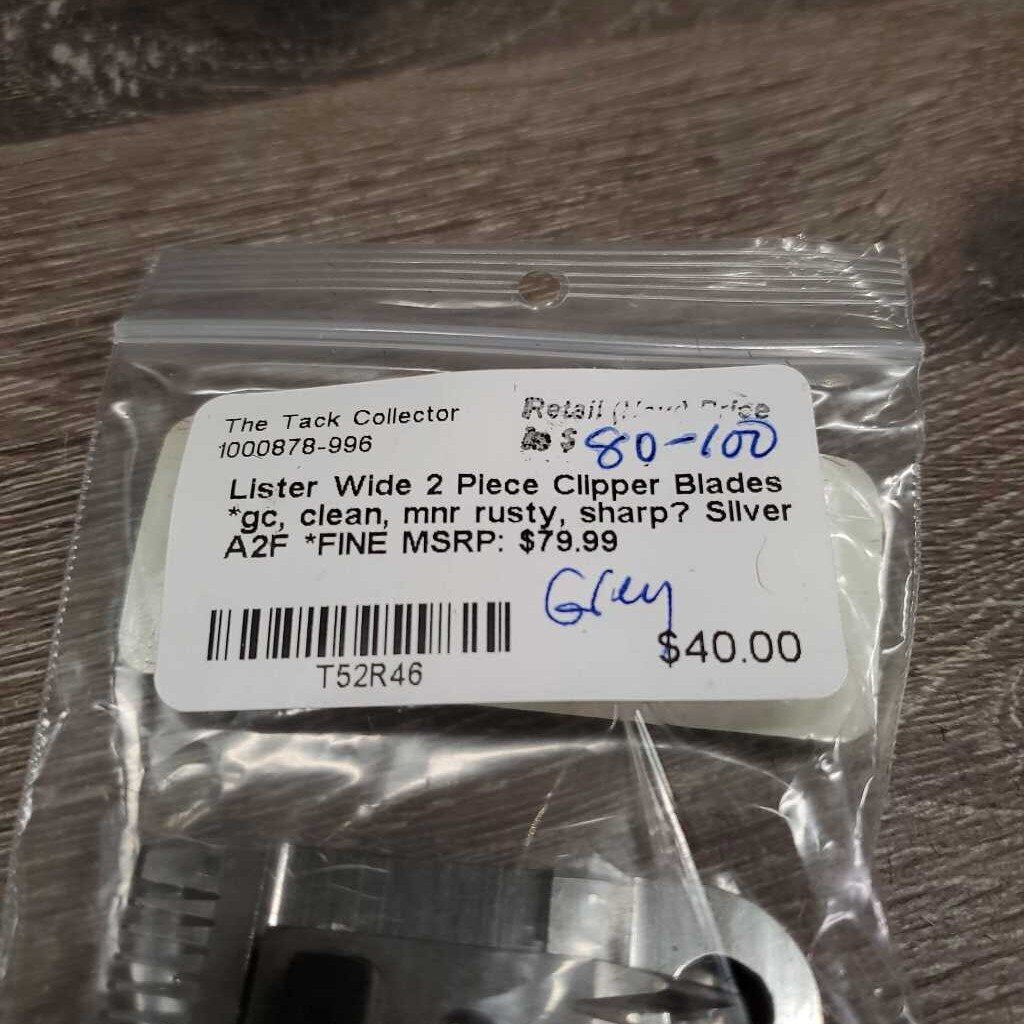 The Tack Collector
1000878-996
Retail Price
$ 80-100
Lister Wide 2 Piece Clipper Blades
*gc, clean, mnr rusty, sharp? Silver
A2F *FINE MSRP: $79.99
Grey
$40.00
T52R46